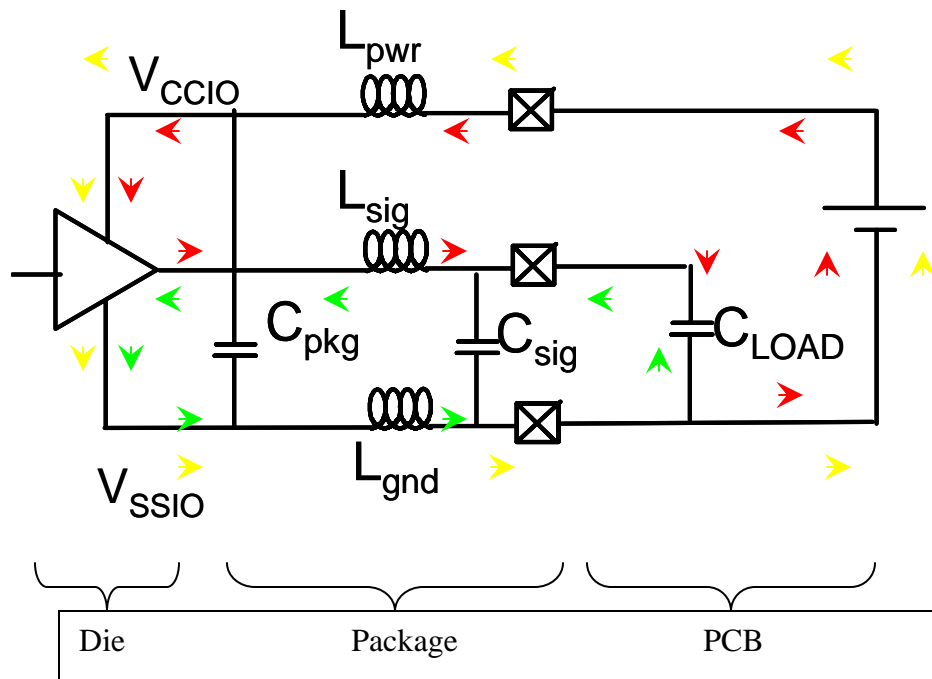 Lpwr
VCCIO
Lsig
Cpkg
Csig
CLOAD
Lgnd
VSSIO
Die Package PCB